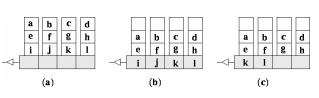 a b c d
e f g h
i j k l
(a)
a b c d
e f g h
i j k l
(b)
a b c d
e f g h
k l
(c)